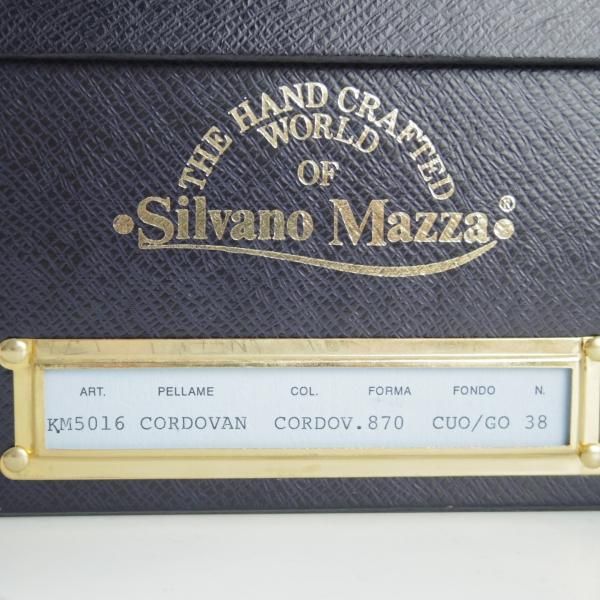 THE HAND CRAFTED
WORLD
OF
•Silvano Mazza•®
ART. PELLAME COL. FORMA FONDO N.
KM5016 CORDOVAN CORDOV.870 CUO/GO 38